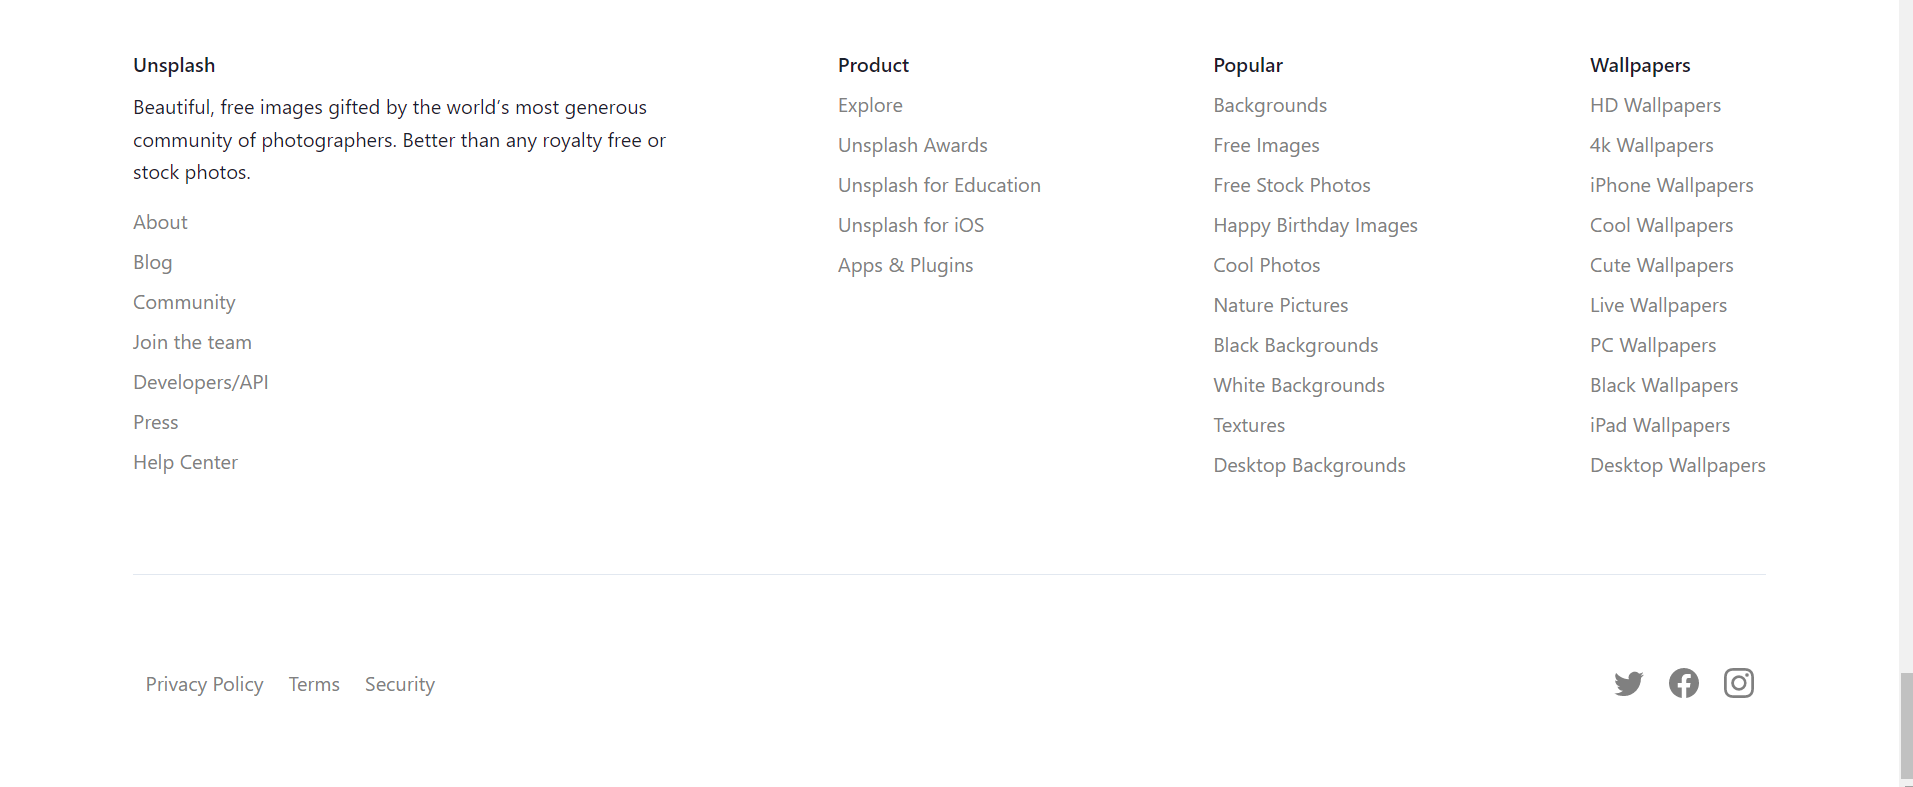 Unsplash
Beautiful, free images gifted by the world’s most generous
community of photographers. Better than any royalty free or
stock photos.
About
Blog
Community
Join the team
Developers/API
Press
Help Center
Product
Explore
Unsplash Awards
Unsplash for Education
Unsplash for iOS
Apps & Plugins
Popular
Backgrounds
Free Images
Free Stock Photos
Happy Birthday Images
Cool Photos
Nature Pictures
Black Backgrounds
White Backgrounds
Textures
Desktop Backgrounds
Wallpapers
HD Wallpapers
4k Wallpapers
iPhone Wallpapers
Cool Wallpapers
Cute Wallpapers
Live Wallpapers
PC Wallpapers
Black Wallpapers
iPad Wallpapers
Desktop Wallpapers
Privacy Policy Terms Security